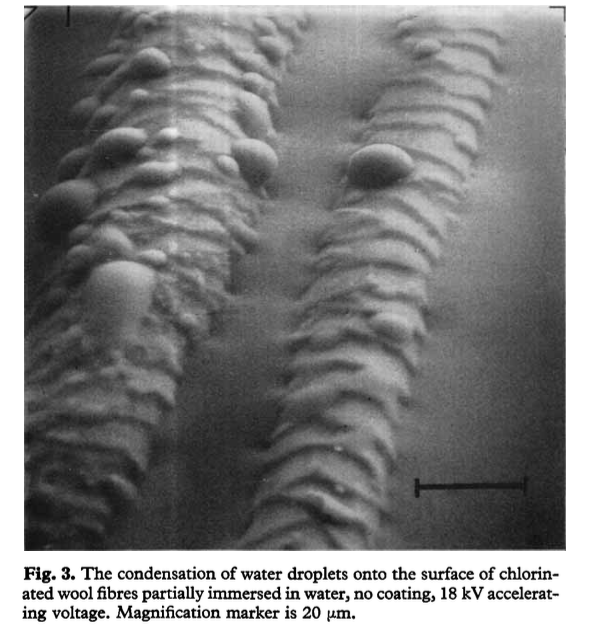 Fig. 3. The condensation of water droplets onto the surface of chlorin-
ated wool fibres partially immersed in water, no coating, 18 kV accelerat-
ing voltage. Magnification marker is 20 μm.